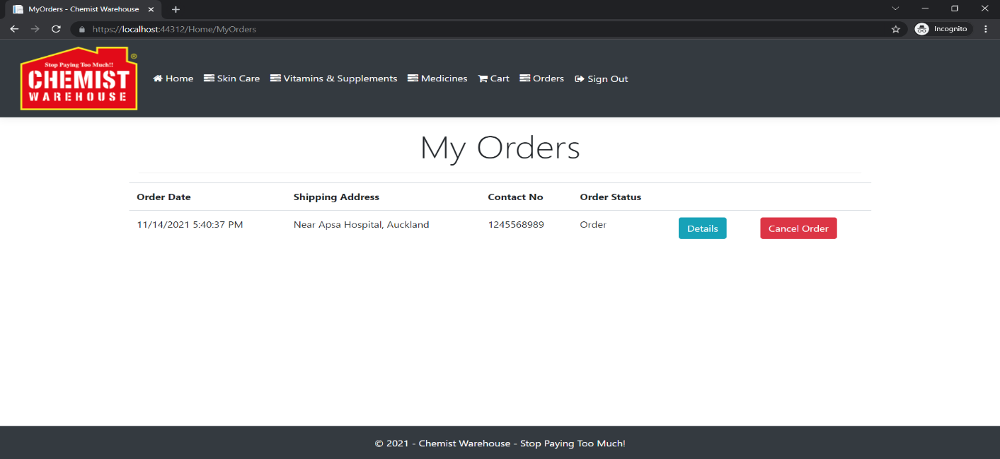 MyOrders - Chemist Warehouse
https://localhost:44312/Home/MyOrders
Incognito
Stop Paying Too Much!!
®
CHEMIST
WAREHOUSE
Home Skin Care Vitamins & Supplements Medicines Cart Orders Sign Out
My Orders
Order Date Shipping Address Contact No Order Status
11/14/2021 5:40:37 PM Near Apsa Hospital, Auckland 1245568989 Order Details Cancel Order
© 2021 - Chemist Warehouse - Stop Paying Too Much!